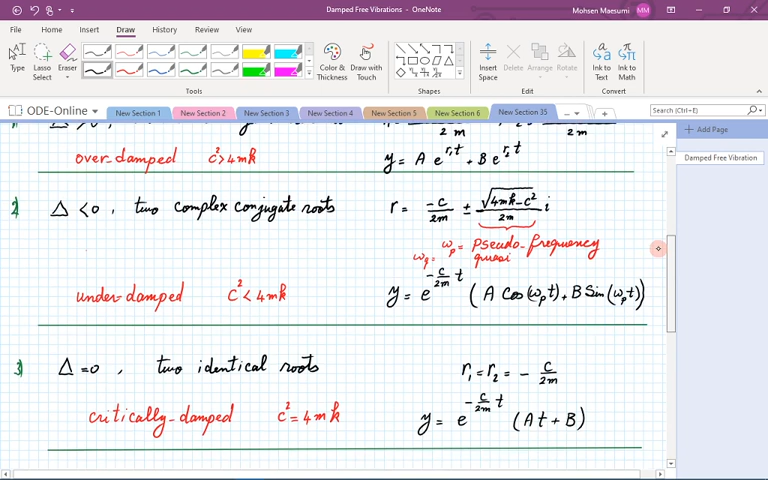 Damped Free Vibrations - OneNote
Mohsen Maesumi MM
File Home Insert Draw History Review View
Type Lasso Select Eraser Color & Thickness Draw with Touch Insert Space Delete Arrange Rotate Ink to Text Ink to Math
Tools Shapes Edit Convert
ODE-Online New Section 1 New Section 2 New Section 3 New Section 4 New Section 5 New Section 6 New Section 35 Search (Ctrl+E)
Add Page
Damped Free Vibration
2m 2m
over-damped c²>4mk y = A e^{r₁t} + B e^{r₂t}
2) Δ <0 , two complex conjugate roots r = -c/2m ± √(4mk-c²)/2m i
ω_q = ω_p = pseudo-frequency
quasi
under-damped c² < 4mk y = e^{-c/2m t} (A Cos(ω_p t) + B Sin(ω_p t))
3) Δ =0 , two identical roots r₁ = r₂ = - c/2m
critically-damped c² = 4mk y = e^{-c/2m t} (At + B)